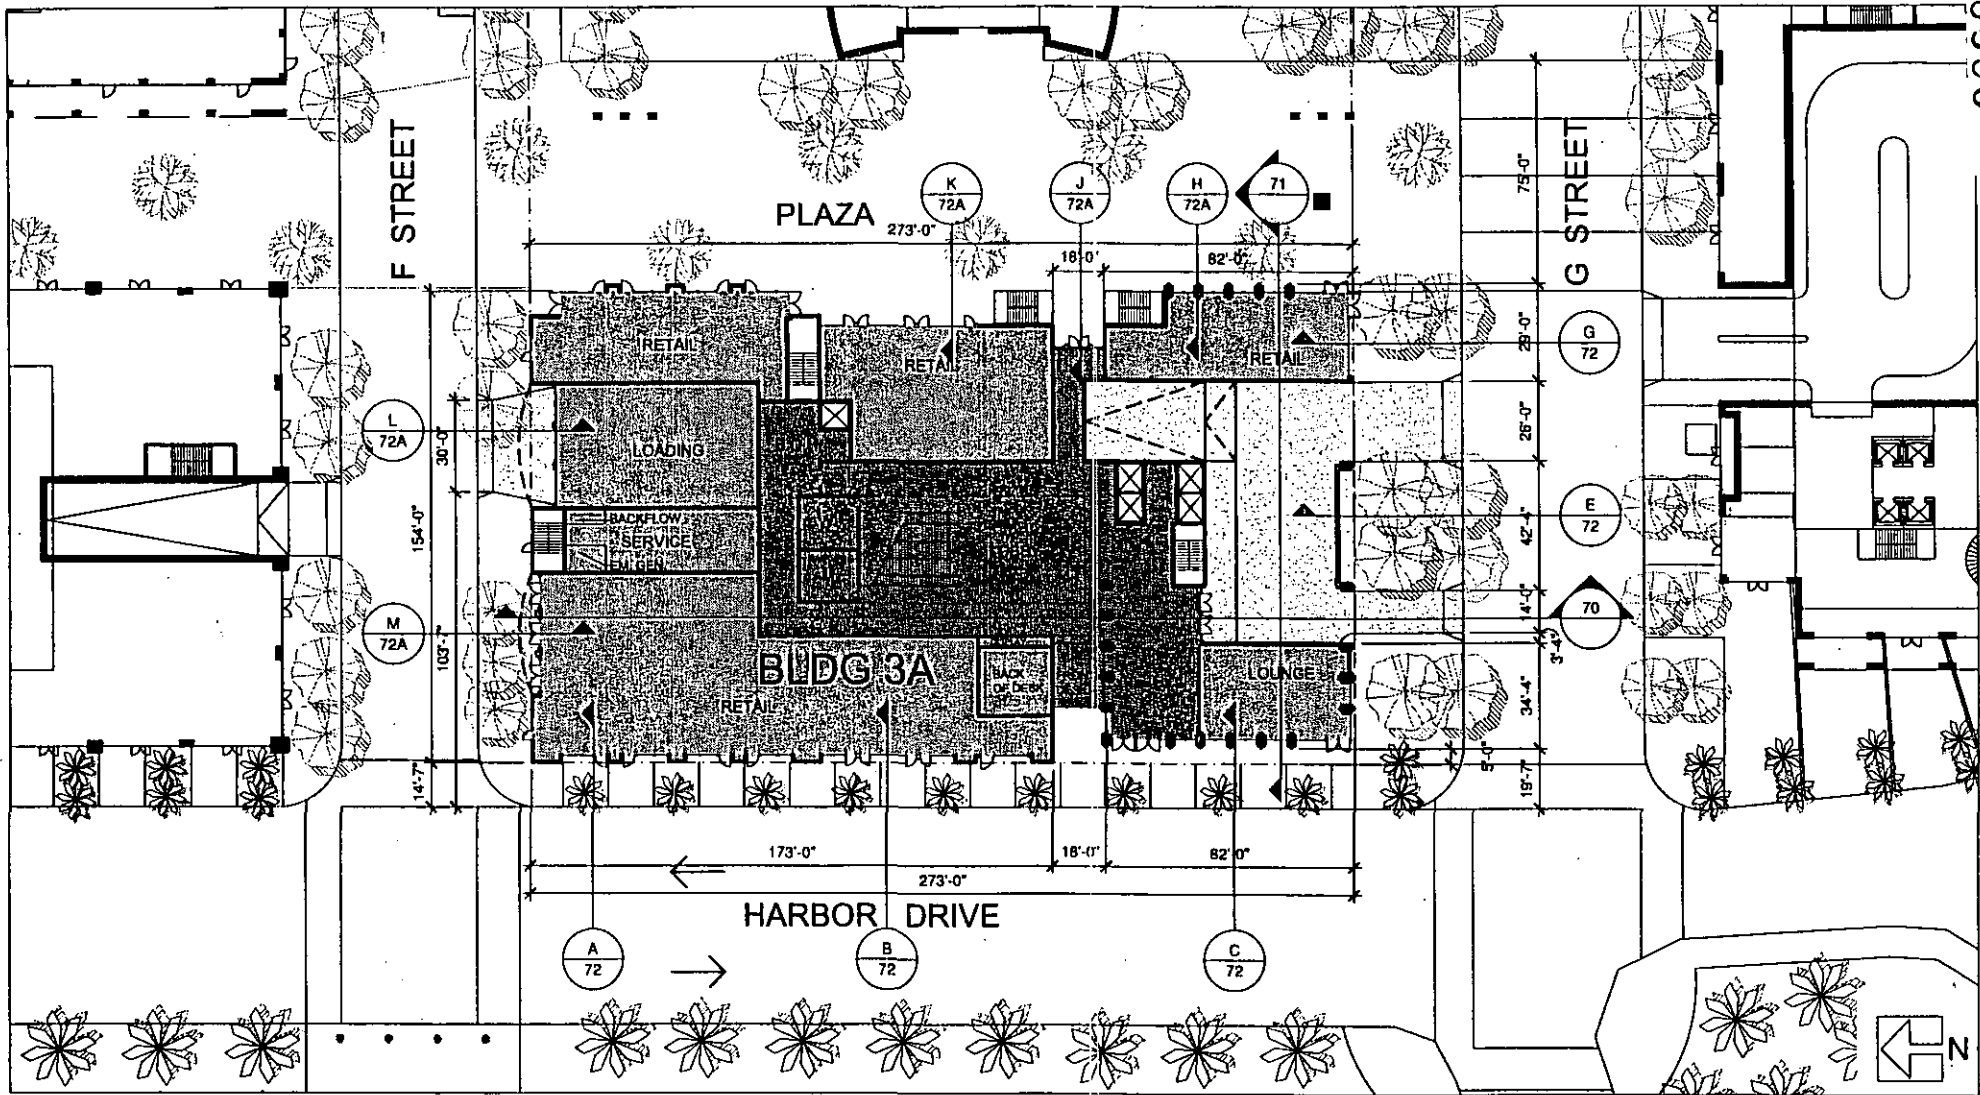 F STREET
G STREET
75'-0"
K
72A
J
72A
H
72A
71
PLAZA
273'-0"
18'-0'
82'-0"
RETAIL
RETAIL
RETAIL
29'-0"
G
72
L
72A
30'-0"
LOADING
26'-0"
154'-0"
BACKFLOW
SERVICE
EM. GEN.
42'-4"
E
72
M
72A
103'-7"
14'-0"
70
3'-4"
BLDG 3A
BACK
OF DESK
LOUNGE
RETAIL
34'-4"
5'-0"
14'-7"
19'-7"
173'-0"
18'-0'
82'-0"
273'-0"
HARBOR DRIVE
A
72
B
72
C
72
N